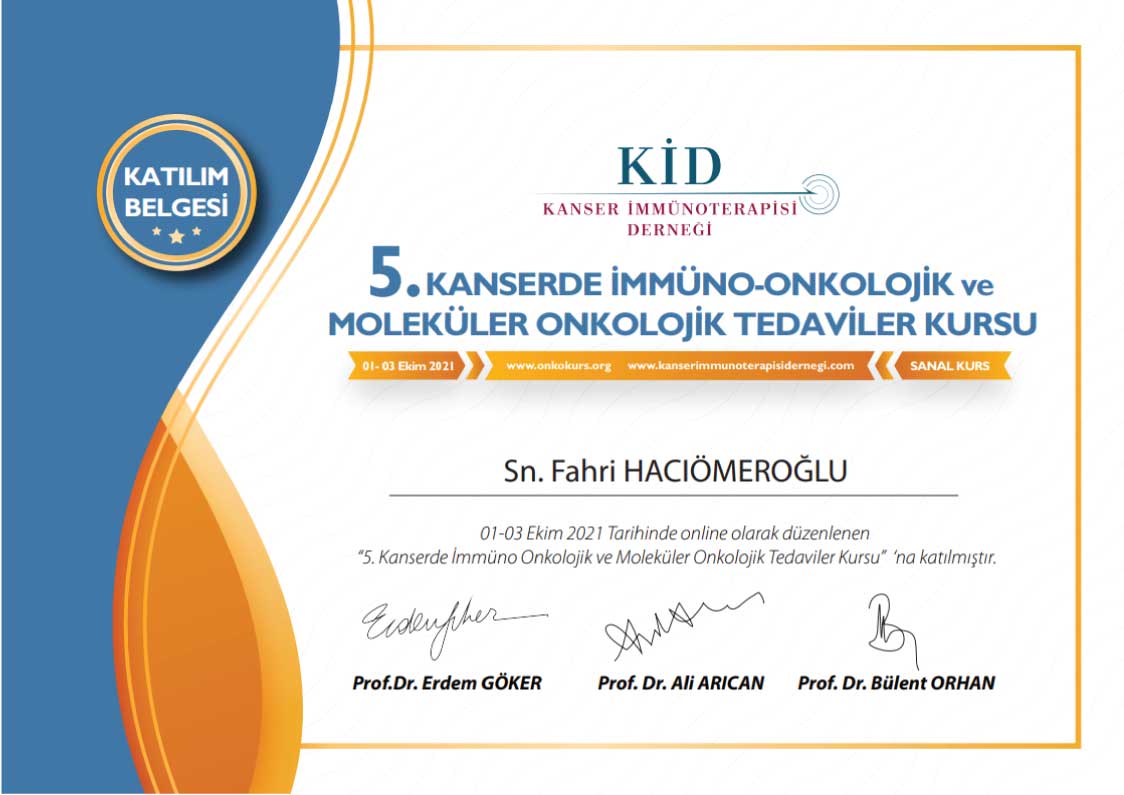 KATILIM
BELGESİ
KİD
KANSER İMMÜNOTERAPİSİ
DERNEĞİ
5. KANSERDE İMMÜNO-ONKOLOJİK ve
MOLEKÜLER ONKOLOJİK TEDAVİLER KURSU
01- 03 Ekim 2021 www.onkokurs.org www.kanserimmunoterapisidernegi.com SANAL KURS
Sn. Fahri HACIÖMEROĞLU
01-03 Ekim 2021 Tarihinde online olarak düzenlenen
“5. Kanserde İmmüno Onkolojik ve Moleküler Onkolojik Tedaviler Kursu” ‘na katılmıştır.
Prof.Dr. Erdem GÖKER Prof. Dr. Ali ARICAN Prof. Dr. Bülent ORHAN